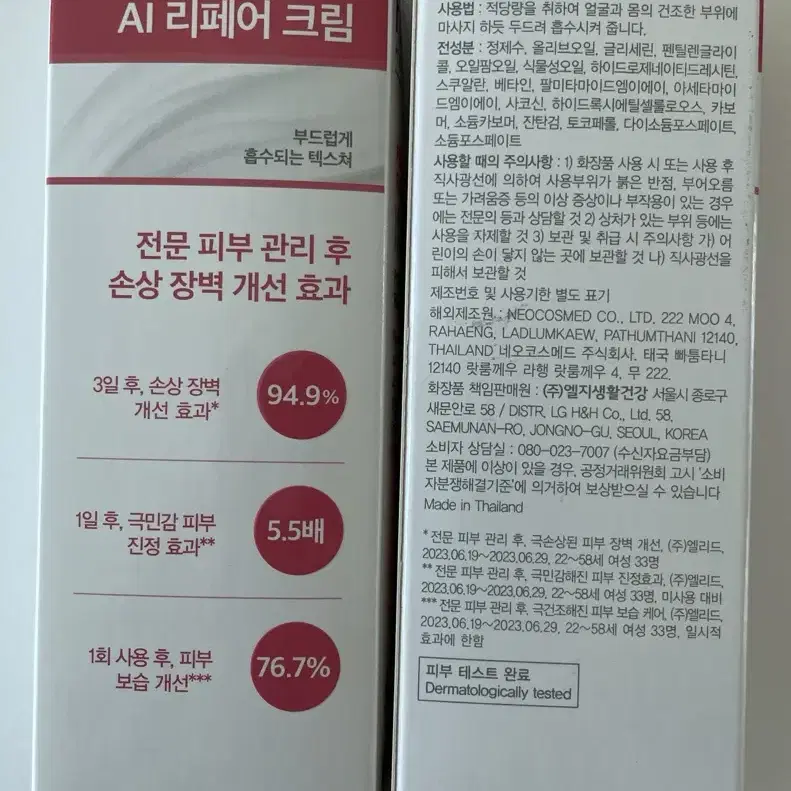 AI 리페어 크림
부드럽게
흡수되는 텍스쳐
전문 피부 관리 후
손상 장벽 개선 효과
3일 후, 손상 장벽
개선 효과*
94.9%
1일 후, 극민감 피부
진정 효과**
5.5배
1회 사용 후, 피부
보습 개선***
76.7%
사용법 : 적당량을 취하여 얼굴과 몸의 건조한 부위에
마사지 하듯 두드려 흡수시켜 줍니다.
전성분 : 정제수, 올리브오일, 글리세린, 펜틸렌글라이
콜, 오일팜오일, 식물성오일, 하이드로제네이티드레시틴,
스쿠알란, 베타인, 팔미타마이드엠이에이, 아세타마이
드엠이에이, 사코신, 하이드록시에틸셀룰로오스, 카보
머, 소듐카보머, 잔탄검, 토코페롤, 다이소듐포스페이트,
소듐포스페이트
사용할 때의 주의사항 : 1) 화장품 사용 시 또는 사용 후
직사광선에 의하여 사용부위가 붉은 반점, 부어오름
또는 가려움증 등의 이상 증상이나 부작용이 있는 경우
에는 전문의 등과 상담할 것 2) 상처가 있는 부위 등에는
사용을 자제할 것 3) 보관 및 취급 시 주의사항 가) 어
린이의 손이 닿지 않는 곳에 보관할 것 나) 직사광선을
피해서 보관할 것
제조번호 및 사용기한 별도 표기
해외제조원 : NEOCOSMED CO., LTD. 222 MOO 4,
RAHAENG, LADLUMKAEW, PATHUMTHANI 12140,
THAILAND 네오코스메드 주식회사. 태국 빠툼타니
12140 랏룸께우 라행 랏룸께우 4, 무 222.
화장품 책임판매원 : (주)엘지생활건강 서울시 종로구
새문안로 58 / DISTR. LG H&H Co., Ltd. 58,
SAEMUNAN-RO, JONGNO-GU, SEOUL, KOREA
소비자 상담실 : 080-023-7007 (수신자요금부담)
본 제품에 이상이 있을 경우, 공정거래위원회 고시 '소비
자분쟁해결기준'에 의거하여 보상받으실 수 있습니다
Made in Thailand
* 전문 피부 관리 후, 극손상된 피부 장벽 개선, (주)엘리드,
2023.06.19~2023.06.29, 22~58세 여성 33명
** 전문 피부 관리 후, 극민감해진 피부 진정효과, (주)엘리드,
2023.06.19~2023.06.29, 22~58세 여성 33명, 미사용 대비
*** 전문 피부 관리 후, 극건조해진 피부 보습 케어, (주)엘리드,
2023.06.19~2023.06.29, 22~58세 여성 33명, 일시적
효과에 한함
피부 테스트 완료
Dermatologically tested